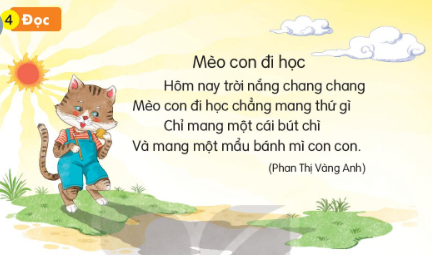 4 Đọc
Mèo con đi học
Hôm nay trời nắng chang chang
Mèo con đi học chẳng mang thứ gì
Chỉ mang một cái bút chì
Và mang một mẩu bánh mì con con.
(Phan Thị Vàng Anh)